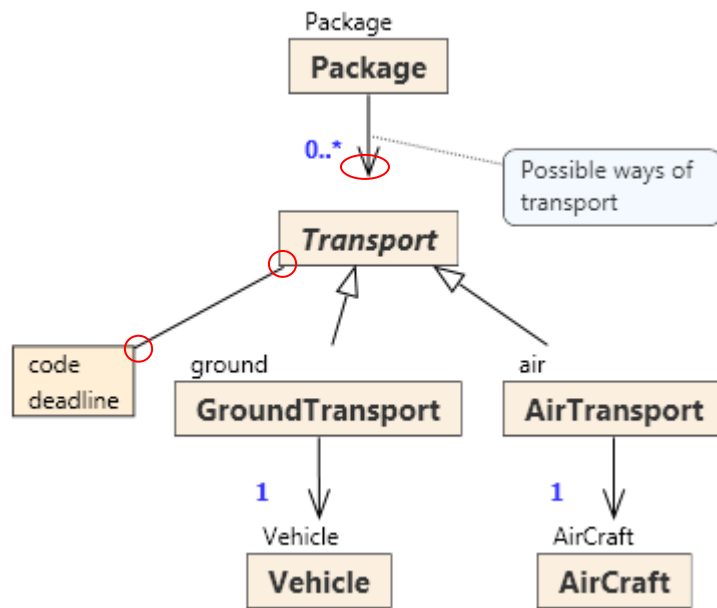 Package
Package
0..*
Possible ways of
transport
Transport
code
deadline
ground
GroundTransport
air
AirTransport
1
1
Vehicle
Vehicle
AirCraft
AirCraft